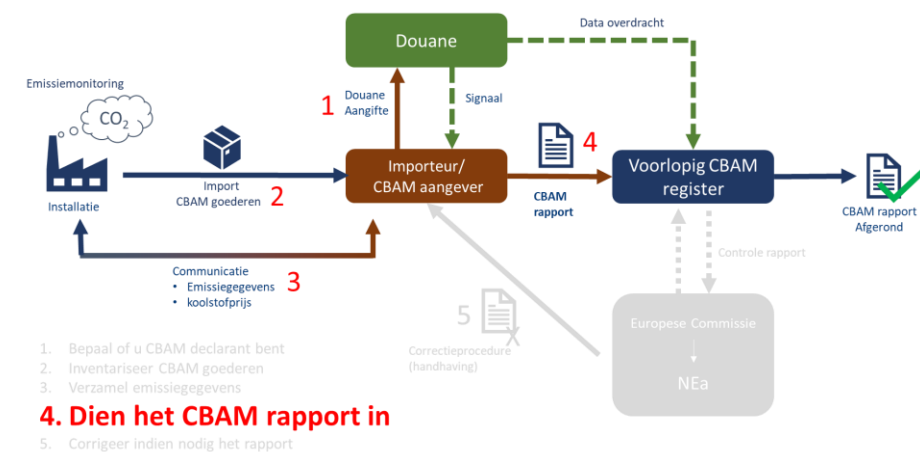 Douane
Data overdracht
Emissiemonitoring
CO2
1
Douane
Aangifte
Signaal
4
Importeur/
CBAM aangever
Voorlopig CBAM
register
Import
CBAM goederen
2
CBAM
rapport
Installatie
CBAM rapport
Afgerond
Controle rapport
Communicatie
• Emissiegegevens
• koolstofprijs
3
5
Correctieprocedure
(handhaving)
Europese Commissie
NEa
1. Bepaal of u CBAM declarant bent
2. Inventariseer CBAM goederen
3. Verzamel emissiegegevens
4. Dien het CBAM rapport in
5. Corrigeer indien nodig het rapport